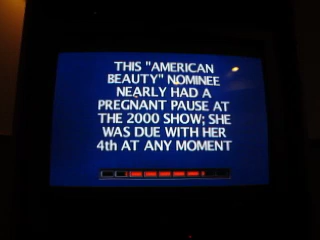 THIS "AMERICAN
BEAUTY" NOMINEE
NEARLY HAD A
PREGNANT PAUSE AT
THE 2000 SHOW; SHE
WAS DUE WITH HER
4th AT ANY MOMENT